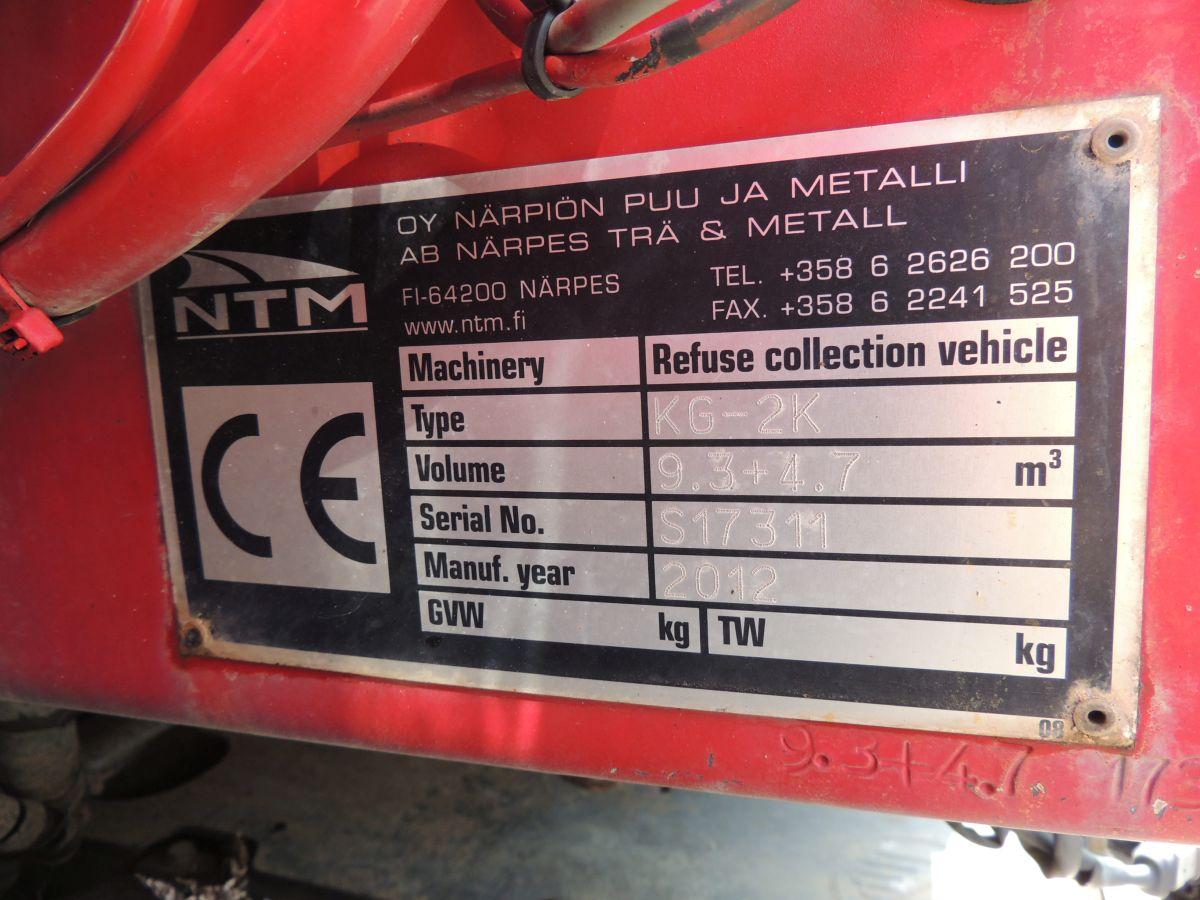 OY NÄRPIÖN PUU JA METALLI
AB NÄRPES TRÄ & METALL
FI-64200 NÄRPES
www.ntm.fi
TEL. +358 6 2626 200
FAX. +358 6 2241 525
NTM
CE
Machinery Refuse collection vehicle
Type KG-2K
Volume 9.3+4.7 m³
Serial No. S17311
Manuf. year 2012
GVW kg TW kg
08
9.3+4.7